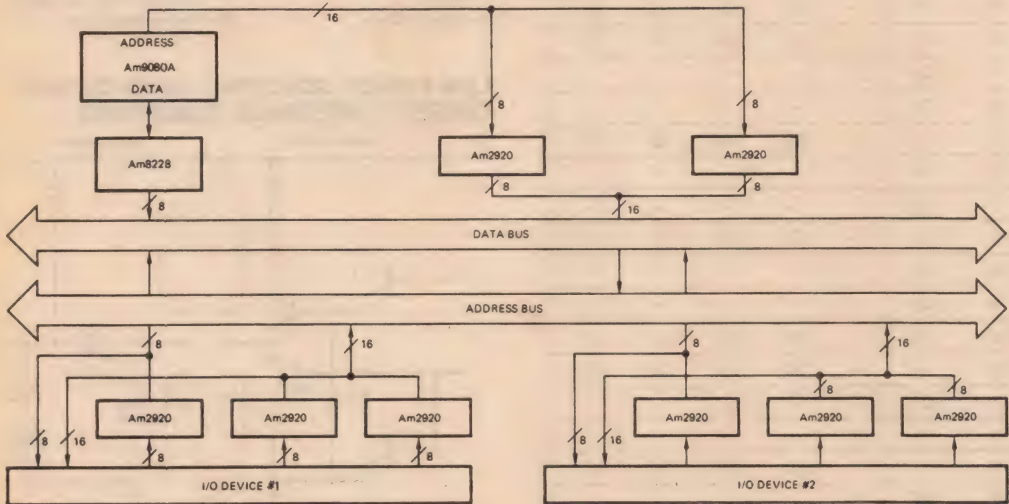 16
ADDRESS
Am9080A
DATA
8
8
Am8228
Am2920
Am2920
8
8
8
16
DATA BUS
ADDRESS BUS
8
16
8
16
8
8
Am2920
Am2920
Am2920
Am2920
Am2920
Am2920
8
16
8
8
8
8
16
I/O DEVICE #1
I/O DEVICE #2